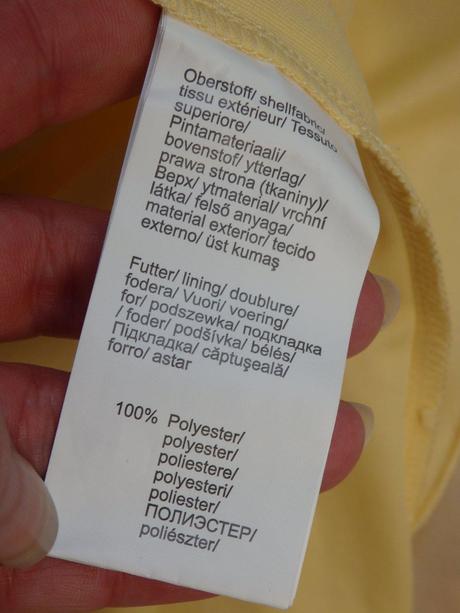 Oberstoff/ shellfabric/
tissu extérieur/ Tessuto
superiore/
Pintamateriaali/
bovenstof/ ytterlag/
prawa strona (tkaniny)/
Верх/ ytmaterial/ vrchní
látka/ felső anyaga/
material exterior/ tecido
externo/ üst kumaş
Futter/ lining/ doublure/
fodera/ Vuori/ voering/
for/ podszewka/ подкладка
/ foder/ podšívka/ bélés/
Підкладка/ căptuşeală/
forro/ astar
100% Polyester/
polyester/
poliestere/
polyesteri/
poliester/
ПОЛИЭСТЕР/
poliészter/